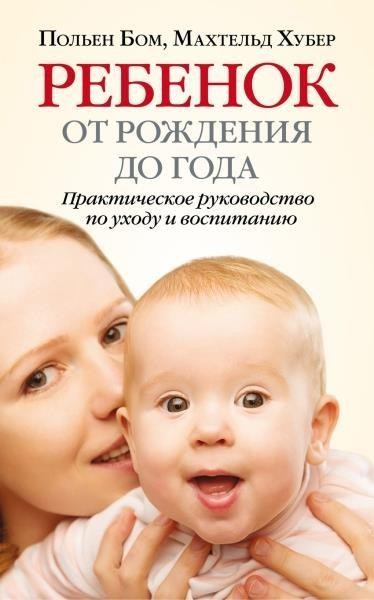 Польен Бом, Махтельд Хубер
РЕБЕНОК
ОТ РОЖДЕНИЯ
ДО ГОДА
Практическое руководство
по уходу и воспитанию